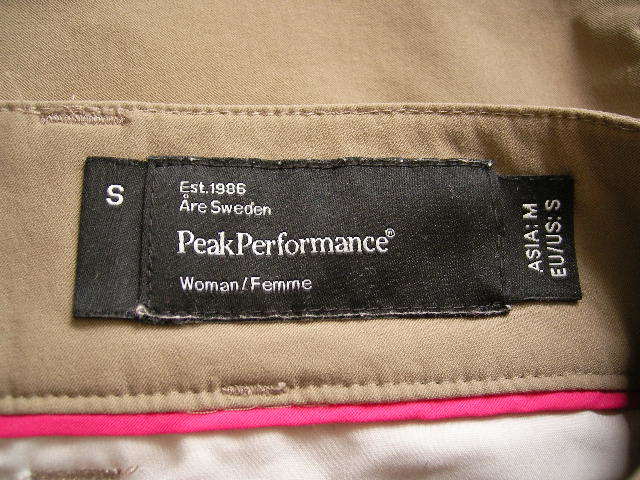 S
Est.1986
Åre Sweden
PeakPerformance®
Woman/Femme
ASIA: M
EU/US: S